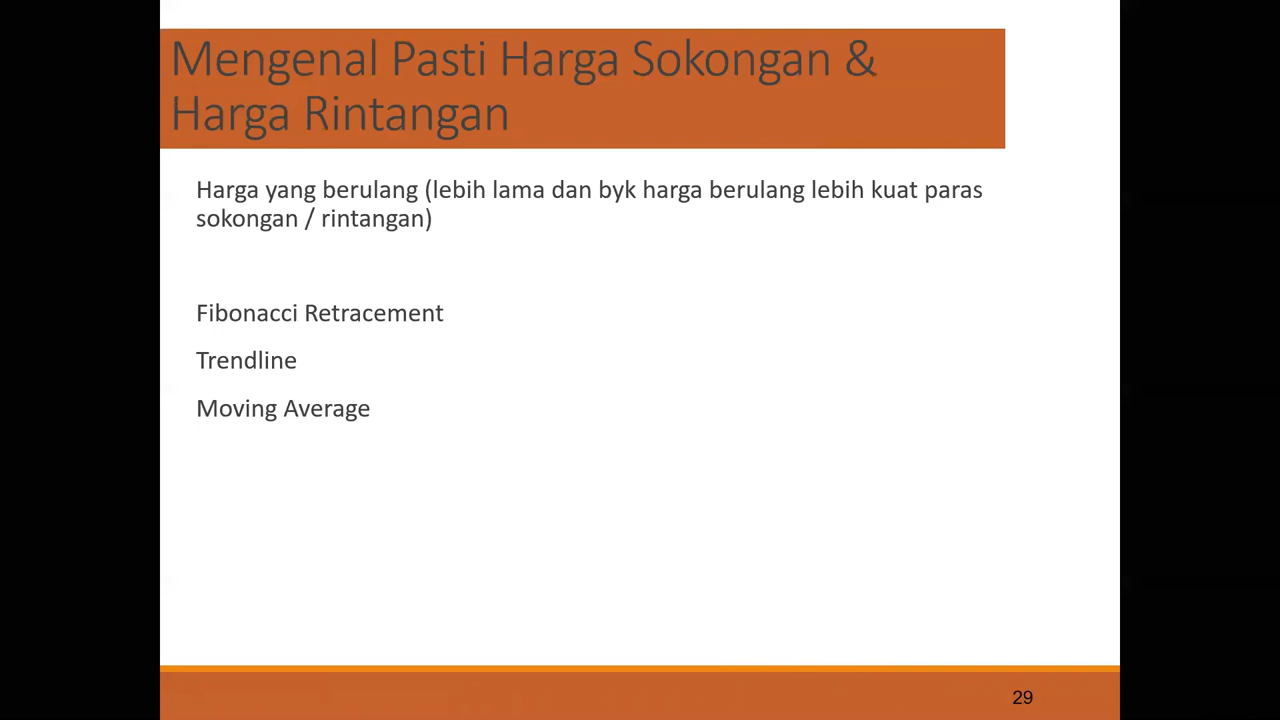 Mengenal Pasti Harga Sokongan &
Harga Rintangan
Harga yang berulang (lebih lama dan byk harga berulang lebih kuat paras
sokongan / rintangan)
Fibonacci Retracement
Trendline
Moving Average
29